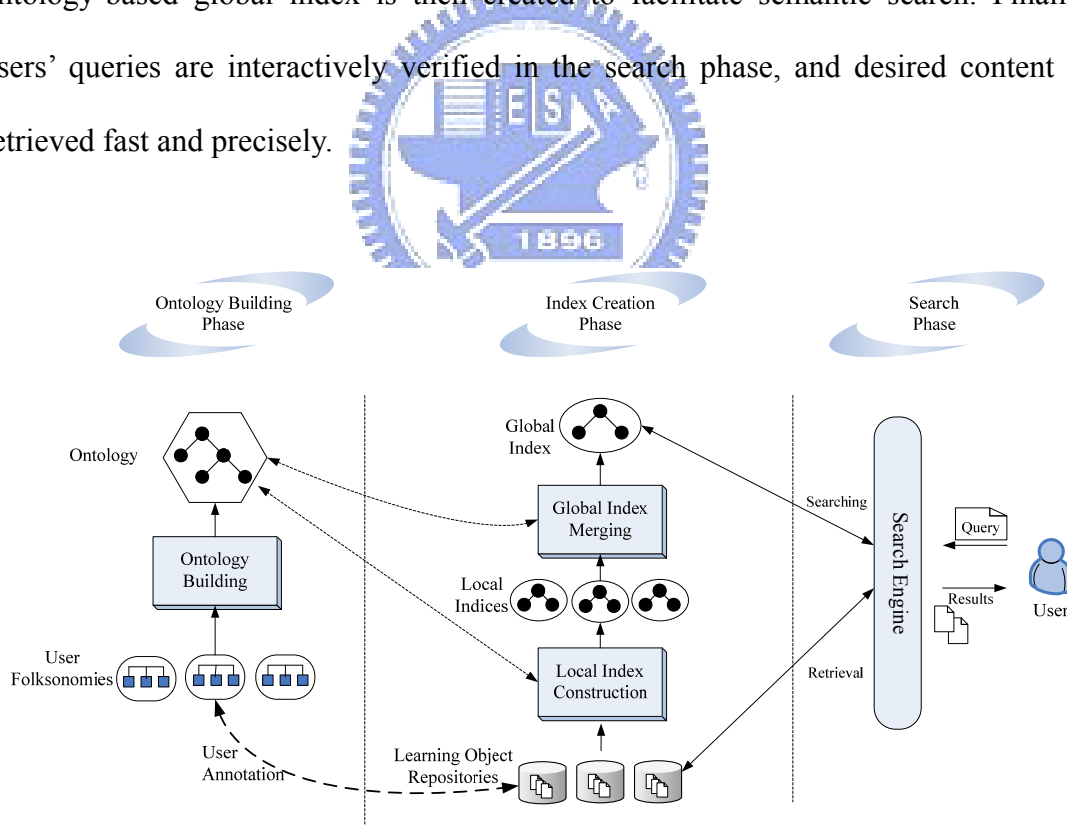 ontology-based global index is then created to facilitate semantic search. Final
sers’ queries are interactively verified in the search phase, and desired content
etrieved fast and precisely.
E S A
1896
Ontology Building
Phase
Index Creation
Phase
Search
Phase
Ontology
Global
Index
Global Index
Merging
Searching
Search Engine
Query
Ontology
Building
Local
Indices
Results
User
User
Folksonomies
Local Index
Construction
Retrieval
User
Annotation
Learning Object
Repositories